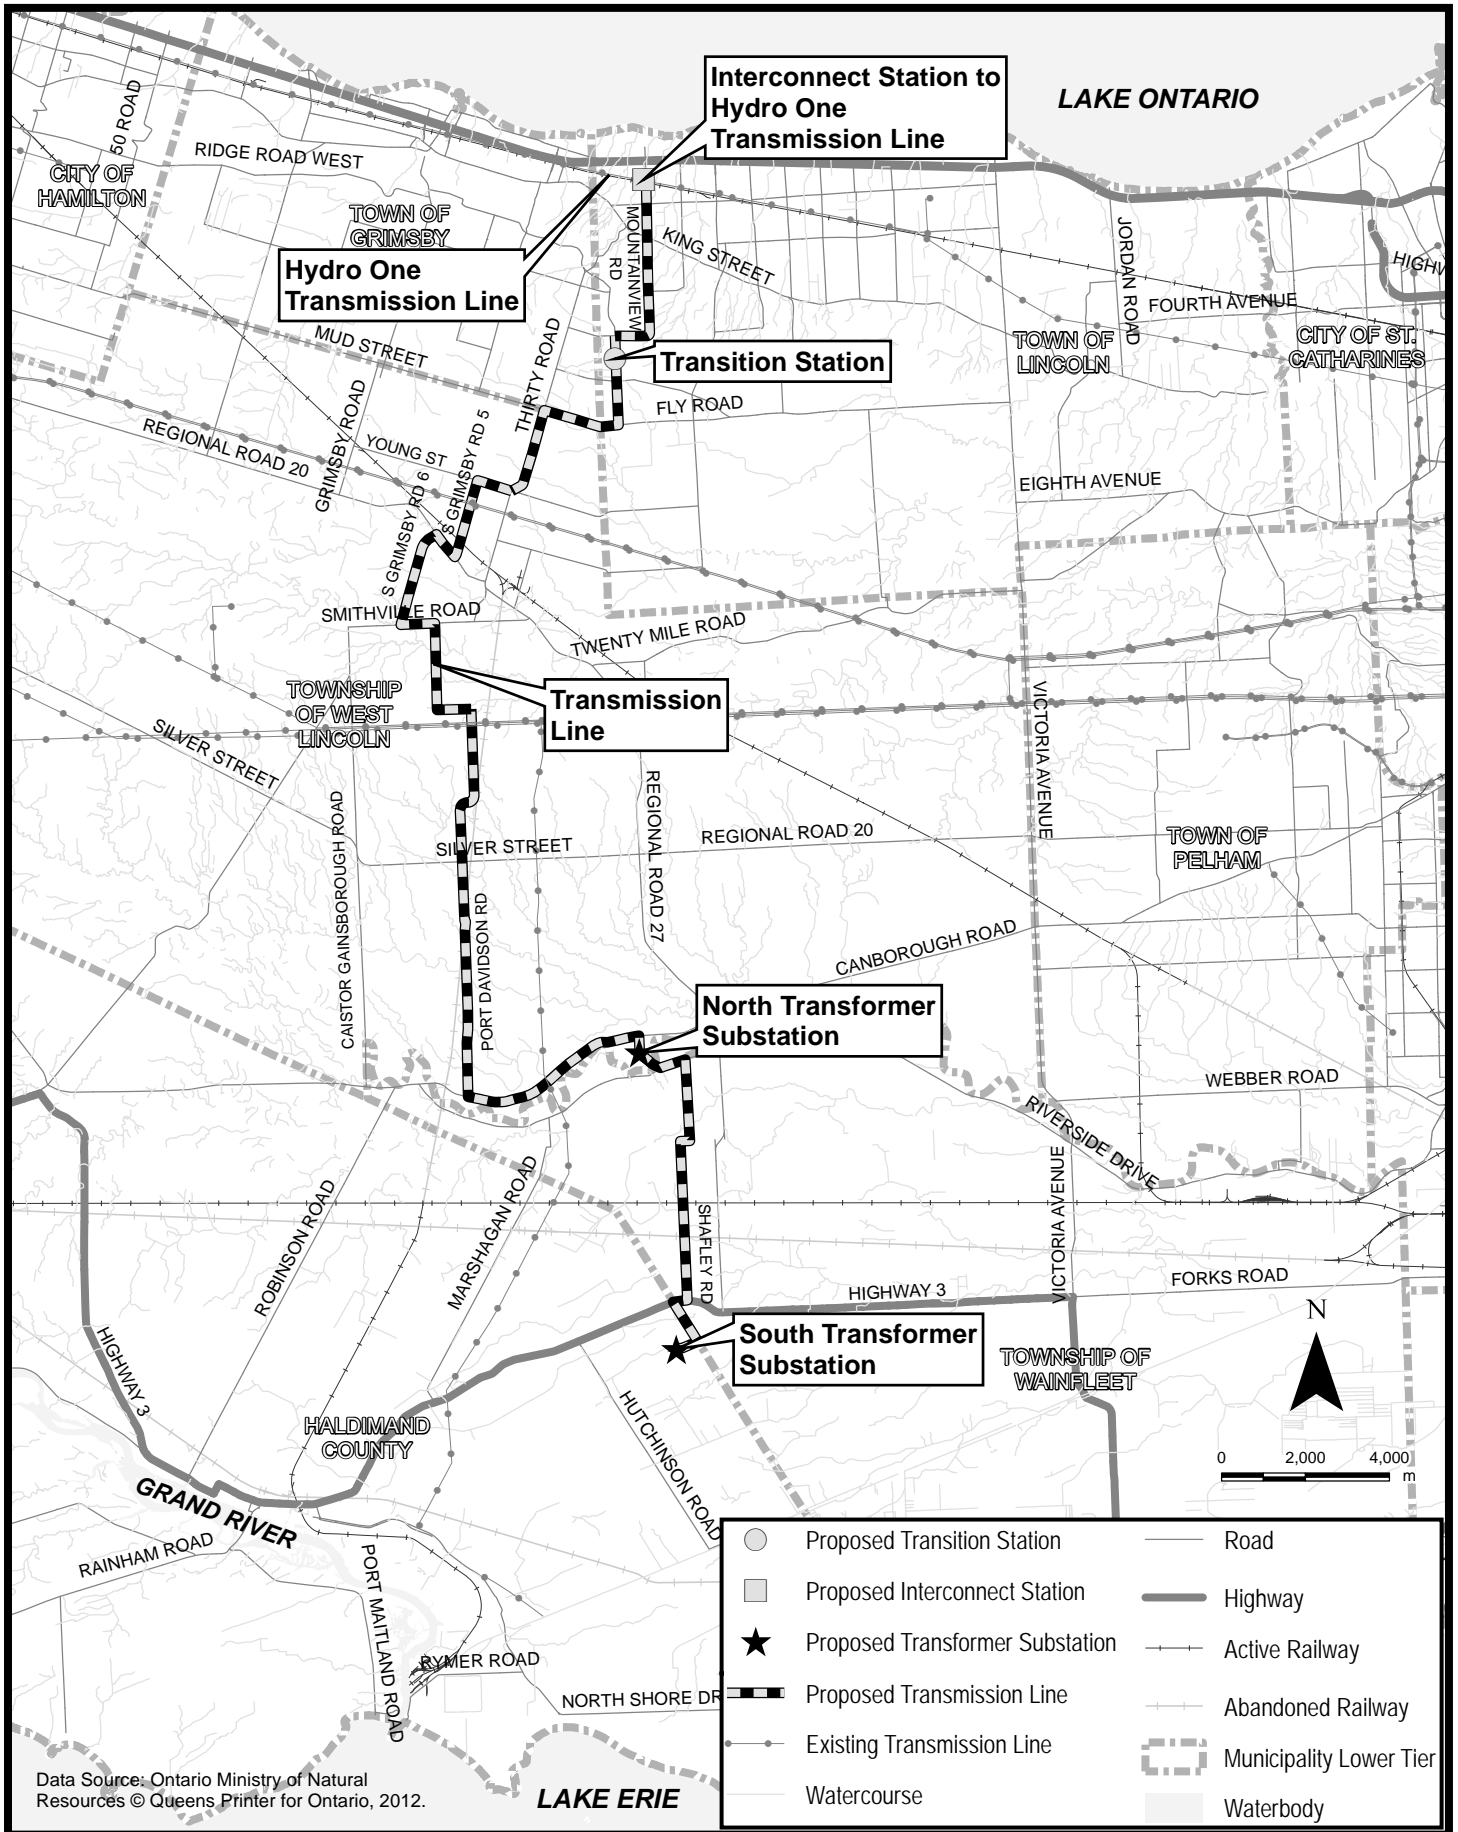 Interconnect Station to
Hydro One
Transmission Line
LAKE ONTARIO
50 ROAD
RIDGE ROAD WEST
CITY OF
HAMILTON
TOWN OF
GRIMSBY
MOUNTAINVIEW
RD
KING STREET
JORDAN ROAD
Hydro One
Transmission Line
FOURTH AVENUE
TOWN OF
LINCOLN
CITY OF ST.
CATHARINES
MUD STREET
THIRTY ROAD
Transition Station
GRIMSBY ROAD
FLY ROAD
REGIONAL ROAD 20
YOUNG ST
S GRIMSBY RD 5
S GRIMSBY RD 6
EIGHTH AVENUE
SMITHVILLE ROAD
TWENTY MILE ROAD
TOWNSHIP
OF WEST
LINCOLN
Transmission
Line
SILVER STREET
VICTORIA AVENUE
CAISTOR GAINSBOROUGH ROAD
REGIONAL ROAD 27
SILVER STREET
REGIONAL ROAD 20
TOWN OF
PELHAM
PORT DAVIDSON RD
CANBOROUGH ROAD
North Transformer
Substation
WEBBER ROAD
RIVERSIDE DRIVE
ROBINSON ROAD
MARSHAGAN ROAD
SHAFLEY RD
VICTORIA AVENUE
HIGHWAY 3
FORKS ROAD
N
South Transformer
Substation
TOWNSHIP OF
WAINFLEET
HIGHWAY 3
HALDIMAND
COUNTY
HUTCHINSON ROAD
0 2,000 4,000
m
GRAND RIVER
RAINHAM ROAD
PORT MAITLAND ROAD
RYMER ROAD
NORTH SHORE DR
Proposed Transition Station
Proposed Interconnect Station
Proposed Transformer Substation
Proposed Transmission Line
Existing Transmission Line
Watercourse
Road
Highway
Active Railway
Abandoned Railway
Municipality Lower Tier
Waterbody
Data Source: Ontario Ministry of Natural
Resources © Queens Printer for Ontario, 2012.
LAKE ERIE